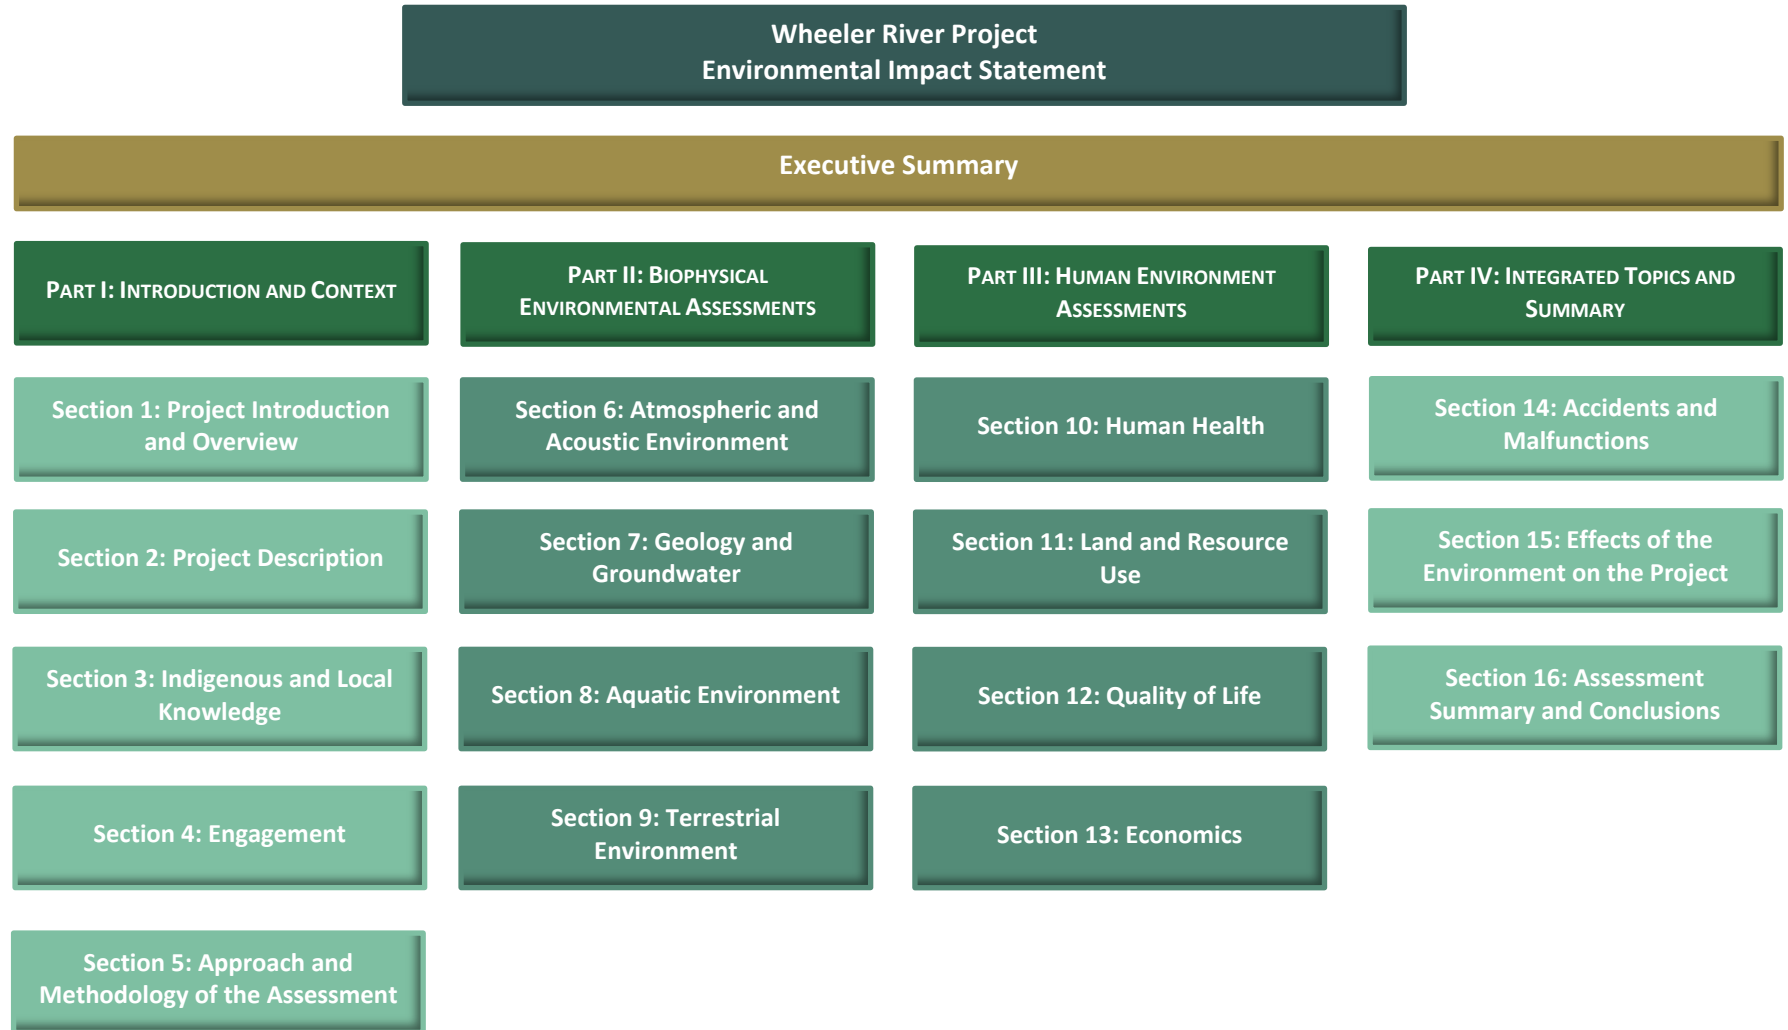 Wheeler River Project
Environmental Impact Statement
Executive Summary
PART I: INTRODUCTION AND CONTEXT
Section 1: Project Introduction
and Overview
Section 2: Project Description
Section 3: Indigenous and Local
Knowledge
Section 4: Engagement
Section 5: Approach and
Methodology of the Assessment
PART II: BIOPHYSICAL
ENVIRONMENTAL ASSESSMENTS
Section 6: Atmospheric and
Acoustic Environment
Section 7: Geology and
Groundwater
Section 8: Aquatic Environment
Section 9: Terrestrial
Environment
PART III: HUMAN ENVIRONMENT
ASSESSMENTS
Section 10: Human Health
Section 11: Land and Resource
Use
Section 12: Quality of Life
Section 13: Economics
PART IV: INTEGRATED TOPICS AND
SUMMARY
Section 14: Accidents and
Malfunctions
Section 15: Effects of the
Environment on the Project
Section 16: Assessment
Summary and Conclusions